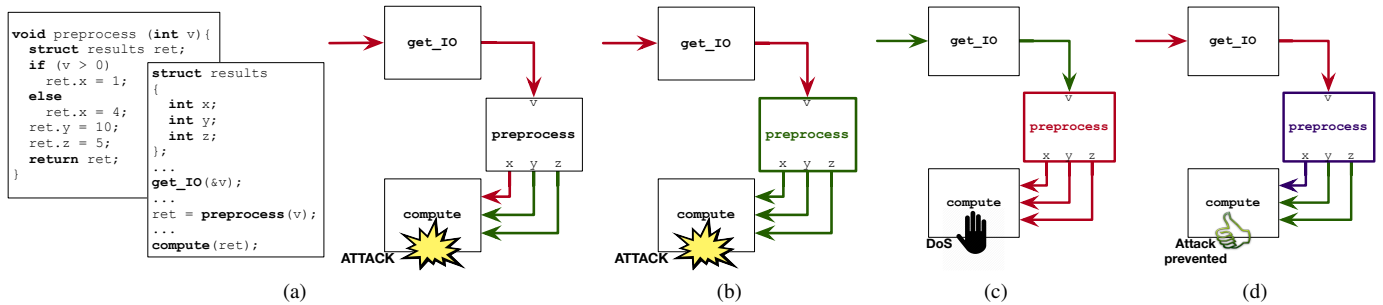 void preprocess (int v){
struct results ret;
if (v > 0)
ret.x = 1;
else
ret.x = 4;
ret.y = 10;
ret.z = 5;
return ret;
}
struct results
{
int x;
int y;
int z;
};
...
get_IO(&v);
...
ret = preprocess(v);
...
compute(ret);
get_IO
v
preprocess
x y z
compute
ATTACK
(a)
get_IO
v
preprocess
x y z
compute
ATTACK
(b)
get_IO
v
preprocess
x y z
compute
DoS
(c)
get_IO
v
preprocess
x y z
compute
Attack
prevented
(d)